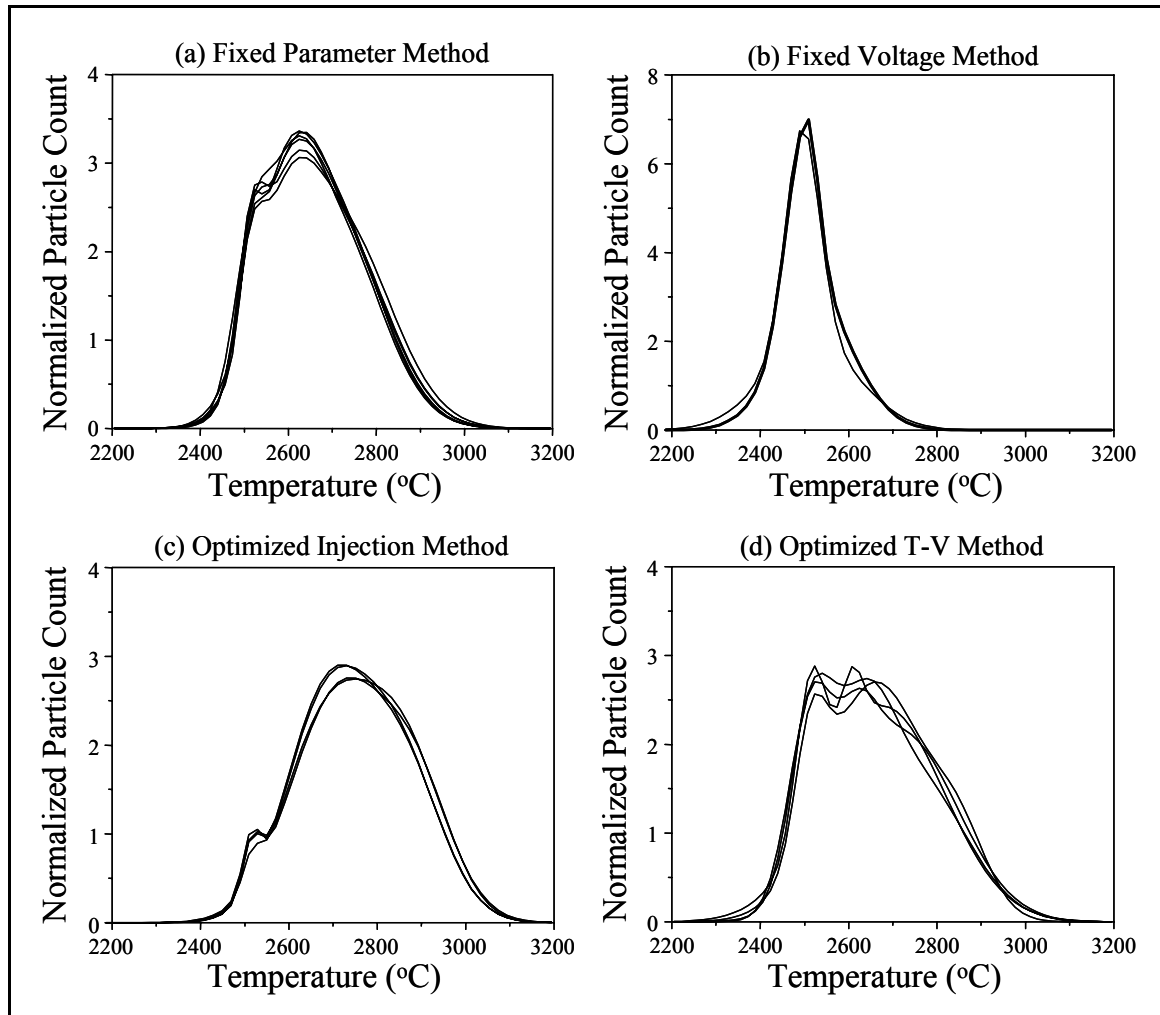 (a) Fixed Parameter Method
Normalized Particle Count
4
3
2
1
0
2200 2400 2600 2800 3000 3200
Temperature (oC)
(b) Fixed Voltage Method
Normalized Particle Count
8
6
4
2
0
2200 2400 2600 2800 3000 3200
Temperature (oC)
(c) Optimized Injection Method
Normalized Particle Count
4
3
2
1
0
2200 2400 2600 2800 3000 3200
Temperature (oC)
(d) Optimized T-V Method
Normalized Particle Count
4
3
2
1
0
2200 2400 2600 2800 3000 3200
Temperature (oC)